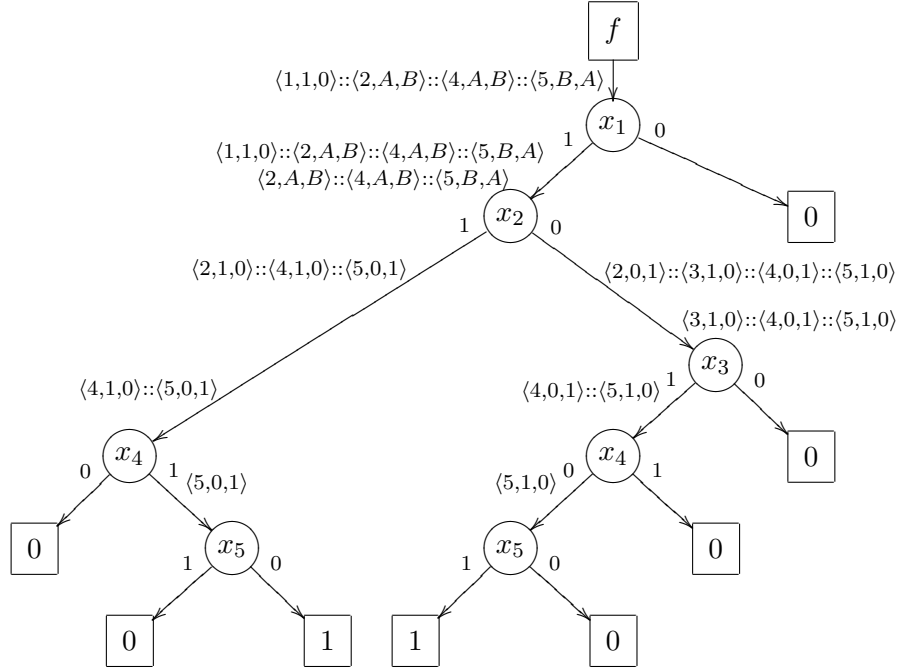 f
⟨1,1,0⟩::⟨2,A,B⟩::⟨4,A,B⟩::⟨5,B,A⟩
x₁
1 0
⟨1,1,0⟩::⟨2,A,B⟩::⟨4,A,B⟩::⟨5,B,A⟩
⟨2,A,B⟩::⟨4,A,B⟩::⟨5,B,A⟩
x₂ 0
1 0
⟨2,1,0⟩::⟨4,1,0⟩::⟨5,0,1⟩ ⟨2,0,1⟩::⟨3,1,0⟩::⟨4,0,1⟩::⟨5,1,0⟩
⟨3,1,0⟩::⟨4,0,1⟩::⟨5,1,0⟩
x₃
⟨4,1,0⟩::⟨5,0,1⟩ ⟨4,0,1⟩::⟨5,1,0⟩ 1 0
x₄ x₄ 0
0 1 ⟨5,0,1⟩ ⟨5,1,0⟩ 0 1
0 x₅ x₅ 0
1 0 1 0
0 1 1 0